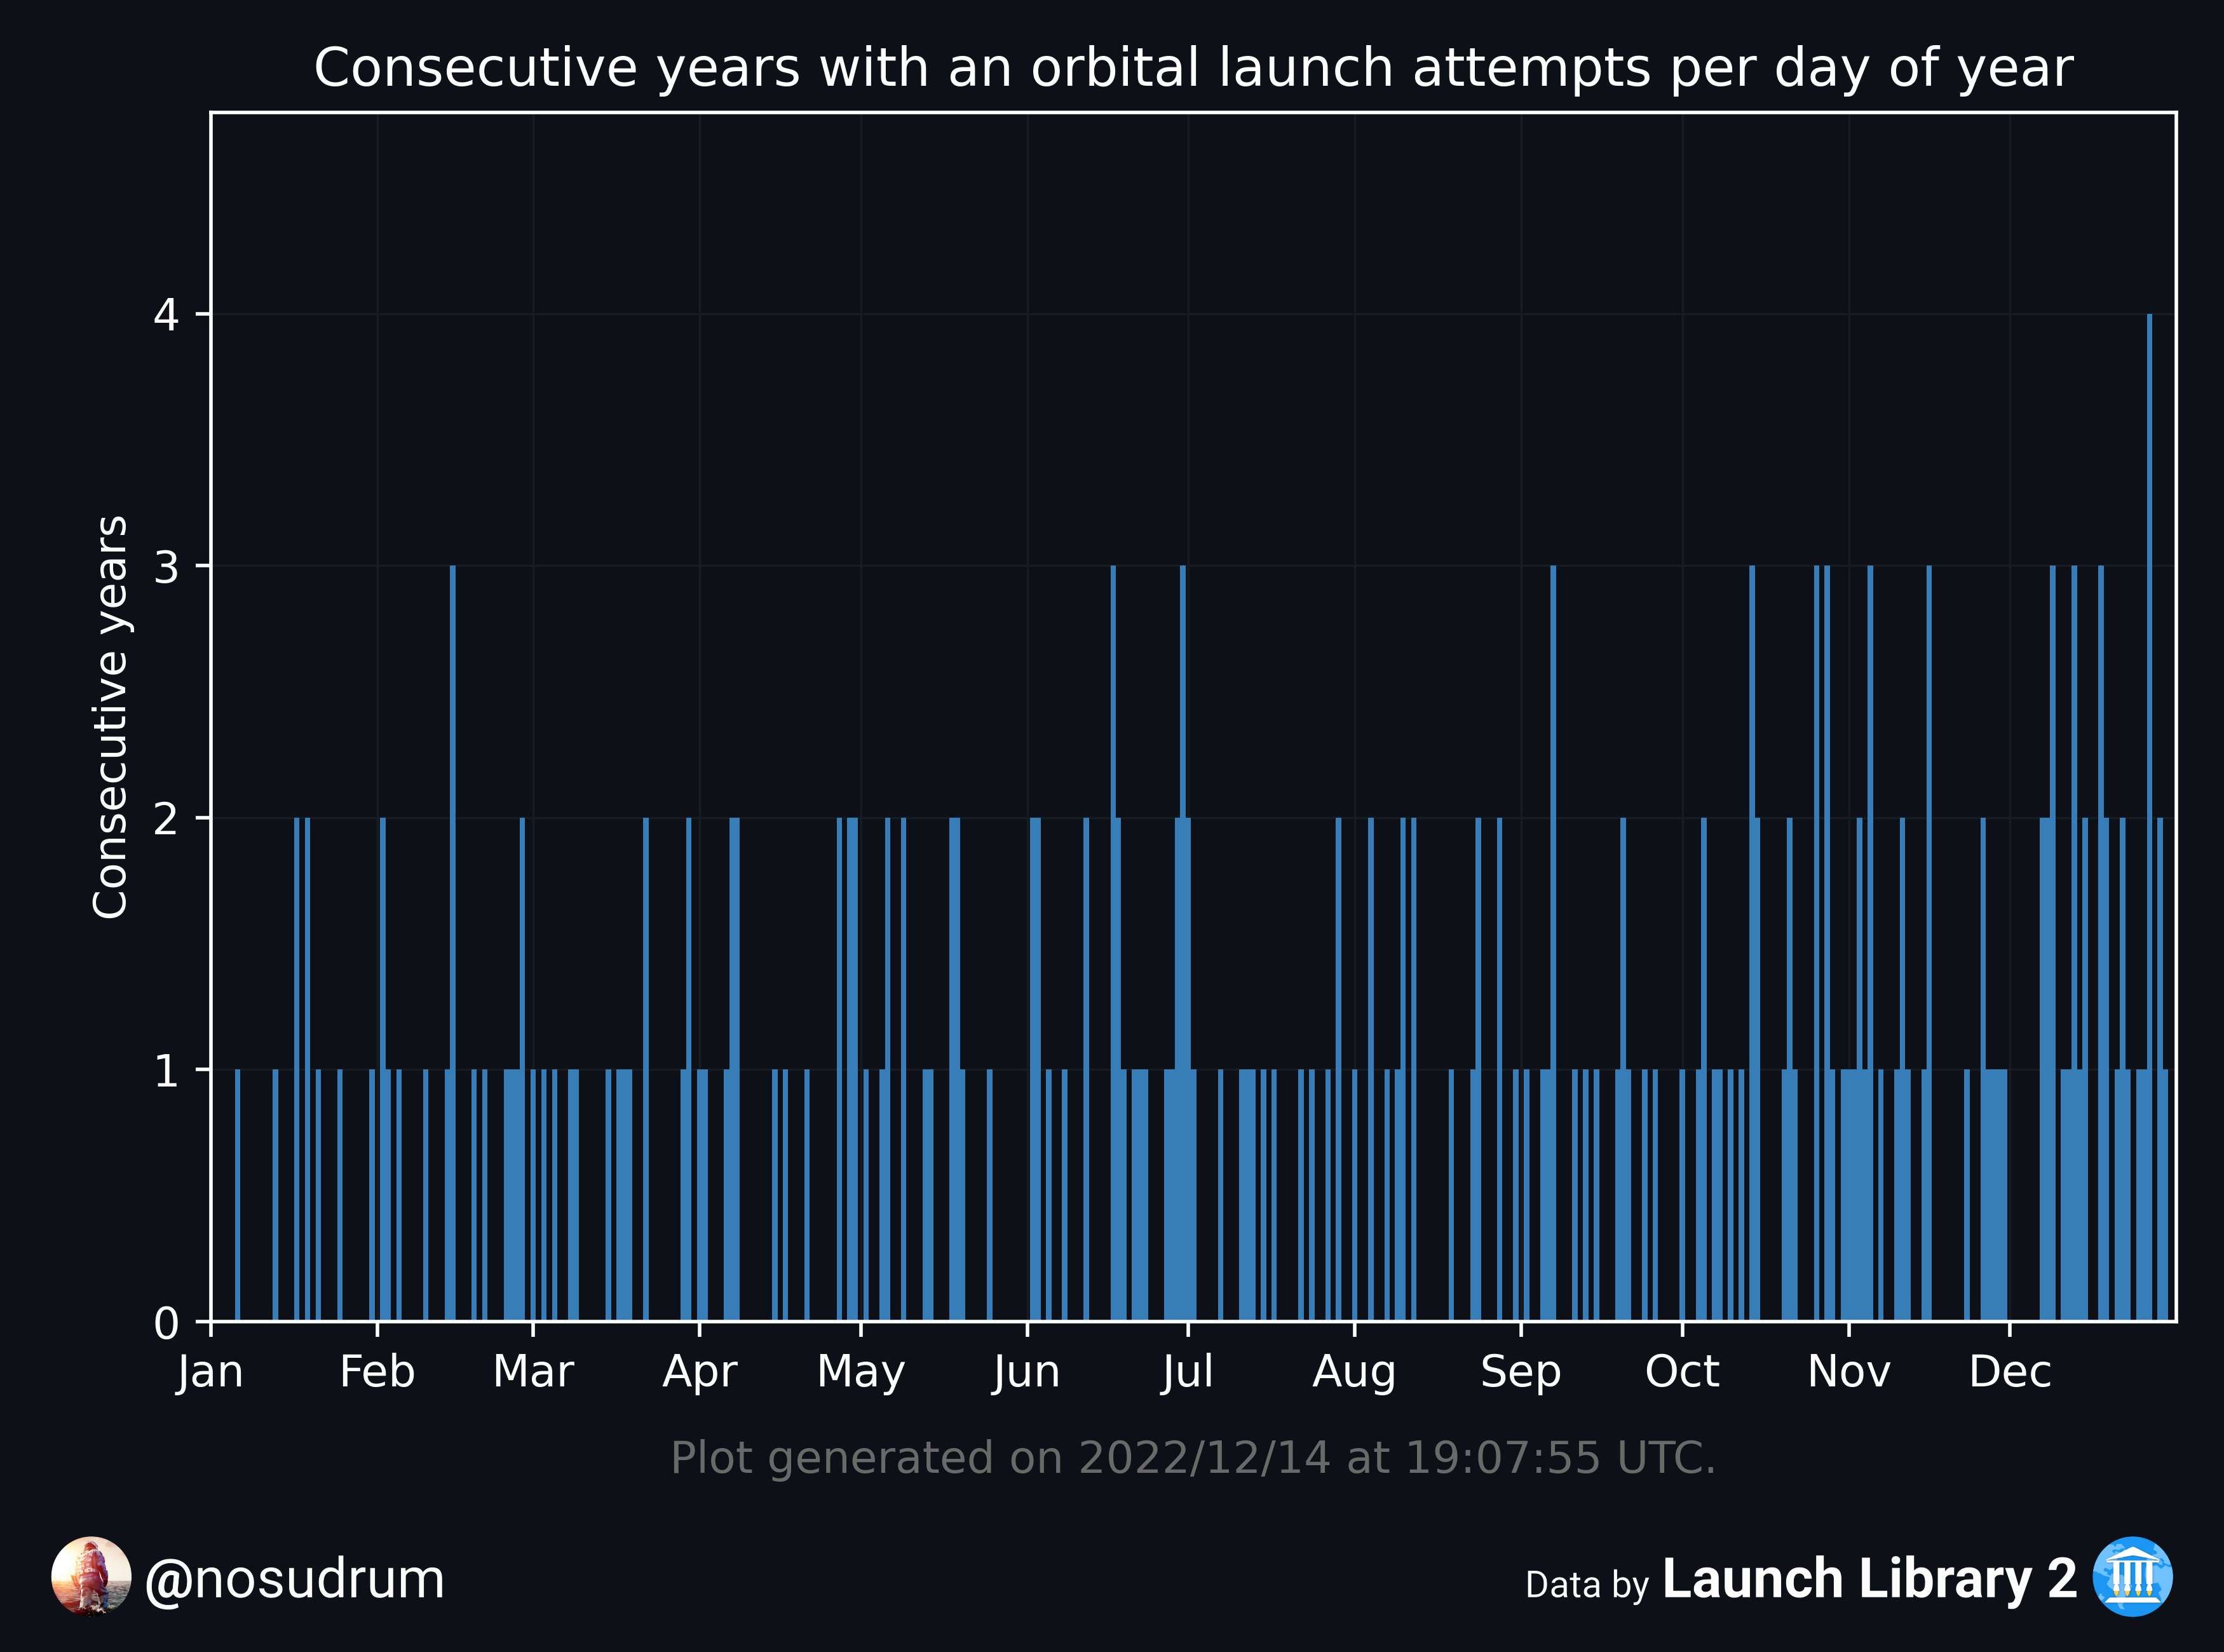 Consecutive years with an orbital launch attempts per day of year
Consecutive years
4
3
2
1
0
Jan Feb Mar Apr May Jun Jul Aug Sep Oct Nov Dec
Plot generated on 2022/12/14 at 19:07:55 UTC.
@nosudrum
Data by Launch Library 2